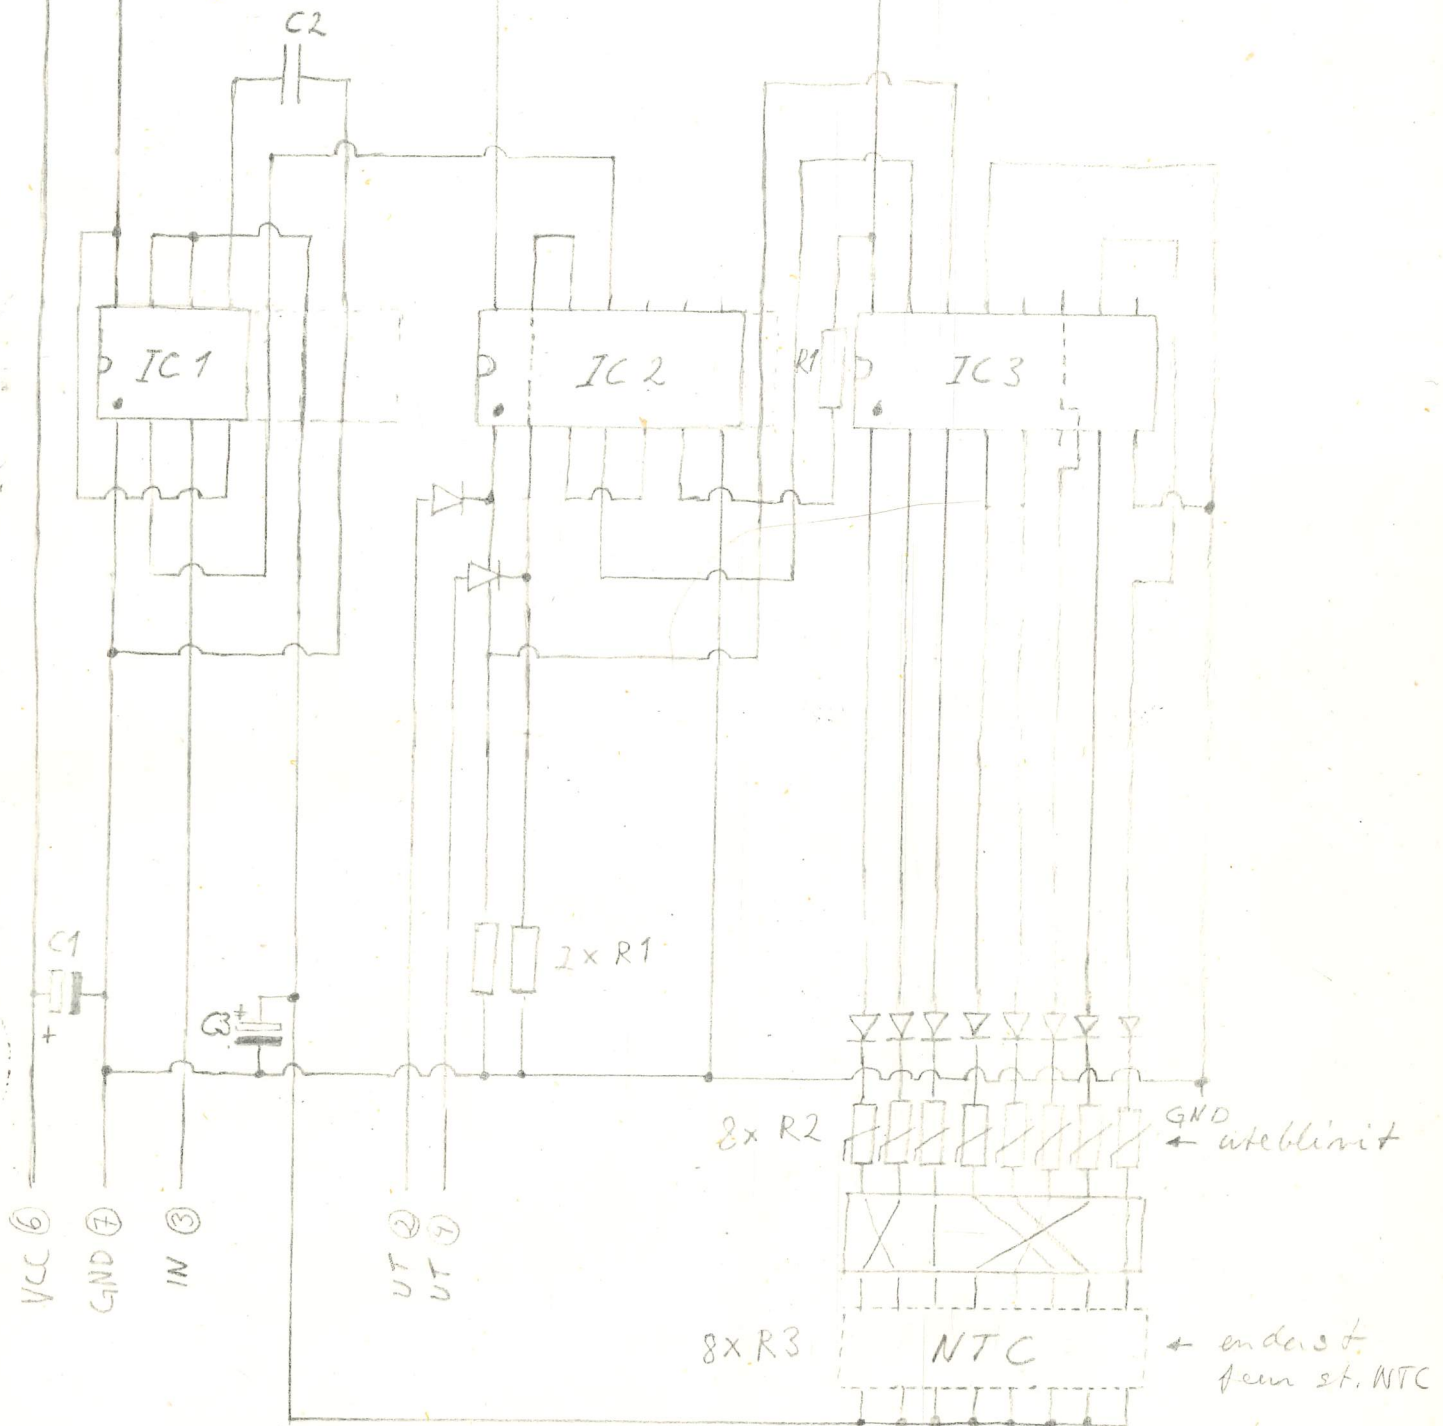 C2
IC1
IC2
R1
IC3
C1
+
C3
+
2x R1
8x R2
GND
← uteblivit
VCC ⑥
GND ⑦
IN ③
UT ②
UT ④
8x R3
NTC
← endast
fem st. NTC